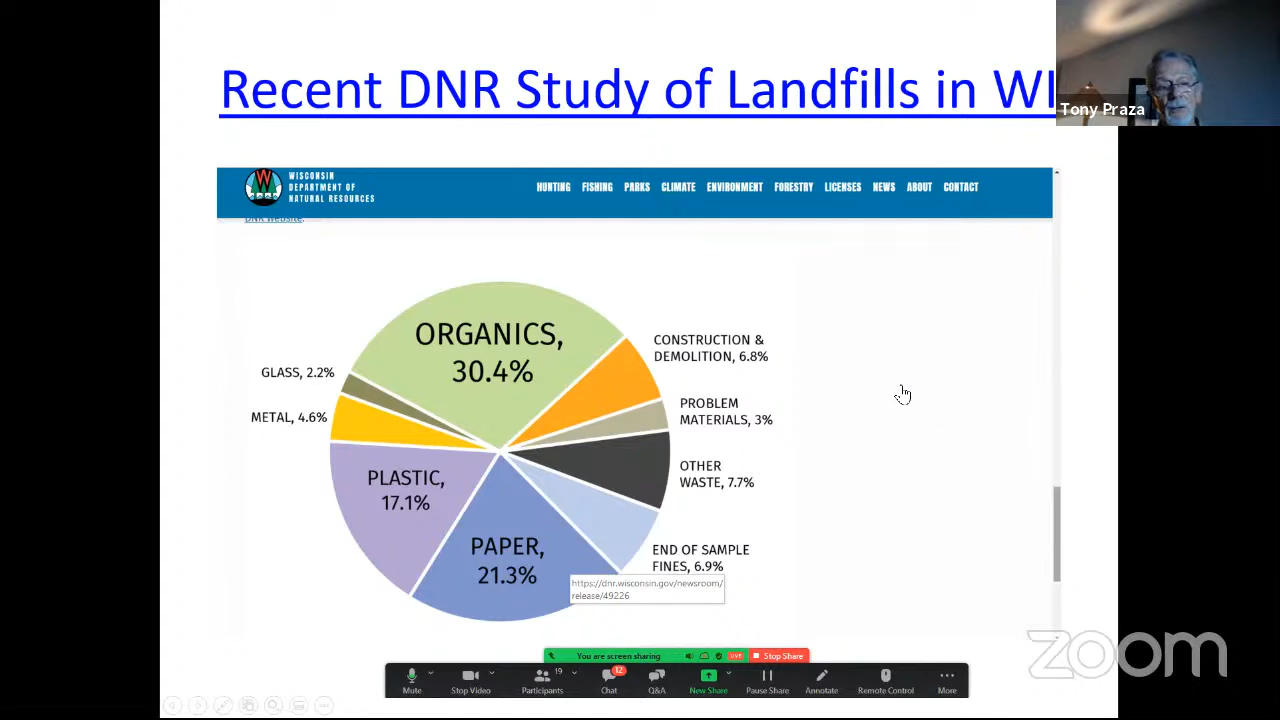 Recent DNR Study of Landfills in WI
Tony Praza
WISCONSIN
DEPARTMENT OF
NATURAL RESOURCES
HUNTING FISHING PARKS CLIMATE ENVIRONMENT FORESTRY LICENSES NEWS ABOUT CONTACT
DNR website.
ORGANICS,
30.4%
CONSTRUCTION &
DEMOLITION, 6.8%
GLASS, 2.2%
PROBLEM
MATERIALS, 3%
METAL, 4.6%
OTHER
WASTE, 7.7%
PLASTIC,
17.1%
END OF SAMPLE
FINES, 6.9%
PAPER,
21.3%
https://dnr.wisconsin.gov/newsroom/
release/49226
zoom
You are screen sharing LIVE Stop Share
19 12
Mute Stop Video Participants Chat Q&A New Share Pause Share Annotate Remote Control More